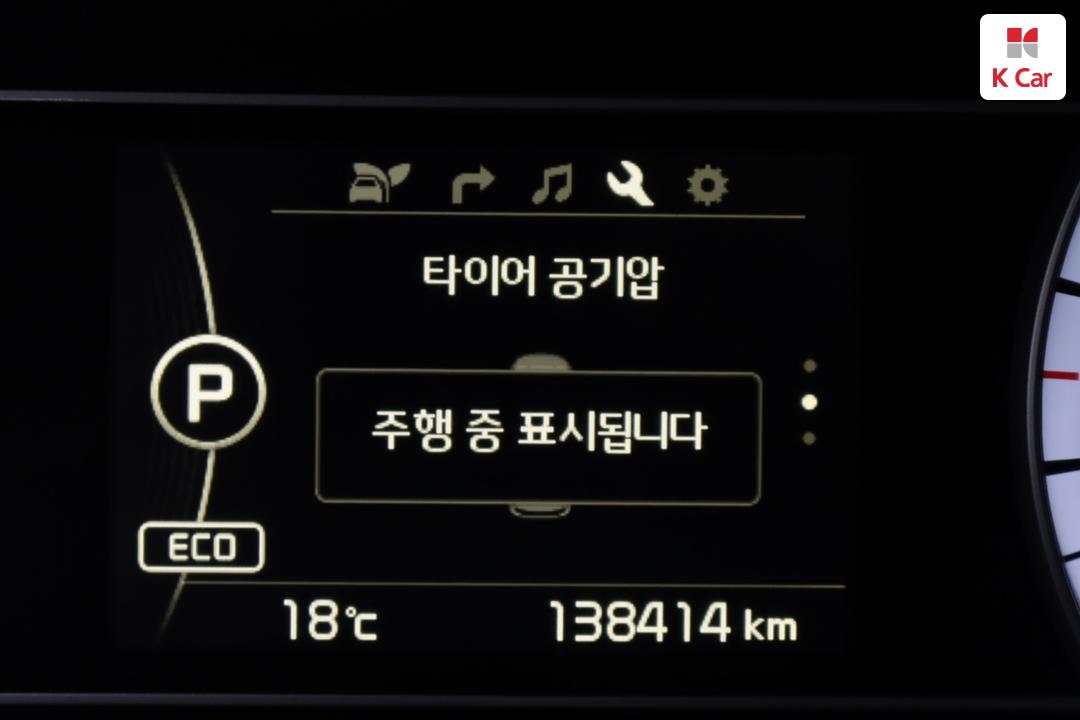 K Car
타이어 공기압
P
주행 중 표시됩니다
ECO
18℃ 138414 km